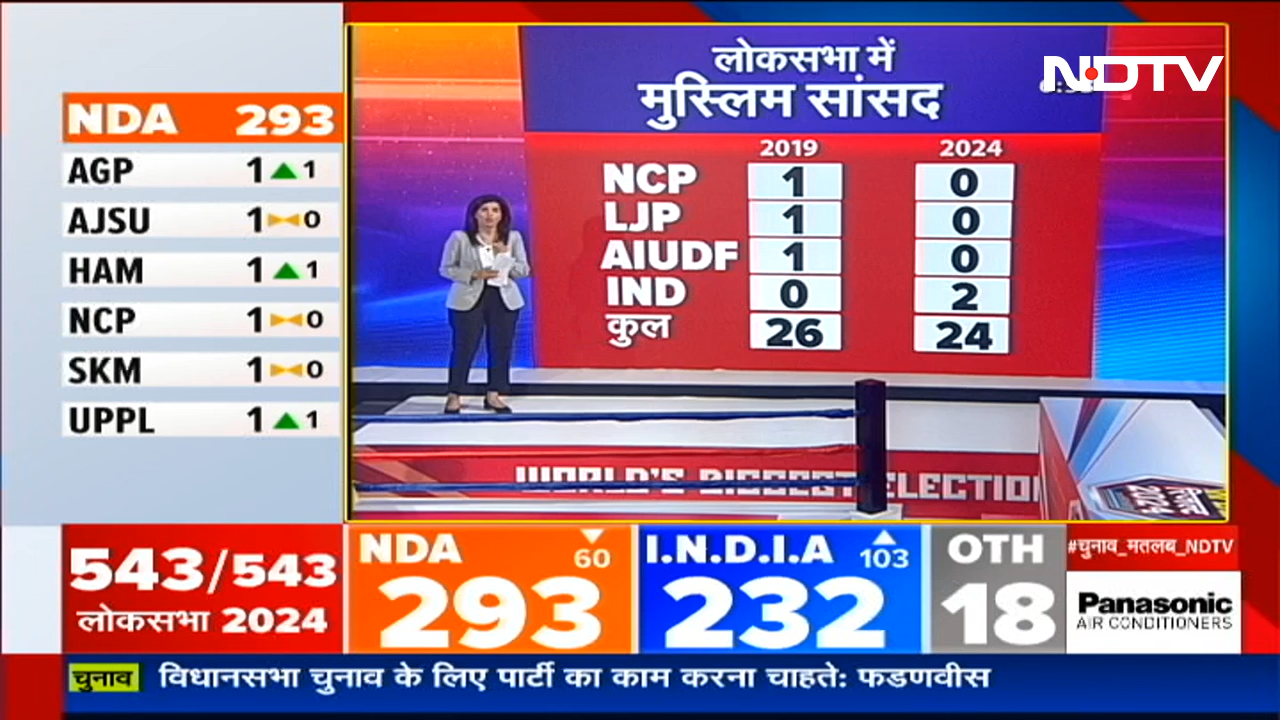 NDA 293
AGP 1 1
AJSU 1 0
HAM 1 1
NCP 1 0
SKM 1 0
UPPL 1 1
लोकसभा में
मुस्लिम सांसद
NDTV
2019 2024
NCP 1 0
LJP 1 0
AIUDF 1 0
IND 0 2
कुल 26 24
WORLD'S BIGGEST ELECTION
543/543
लोकसभा 2024
NDA 60
293
I.N.D.I.A 103
232
OTH
18
#चुनाव_मतलब_NDTV
Panasonic
AIR CONDITIONERS
चुनाव विधानसभा चुनाव के लिए पार्टी का काम करना चाहते: फडणवीस